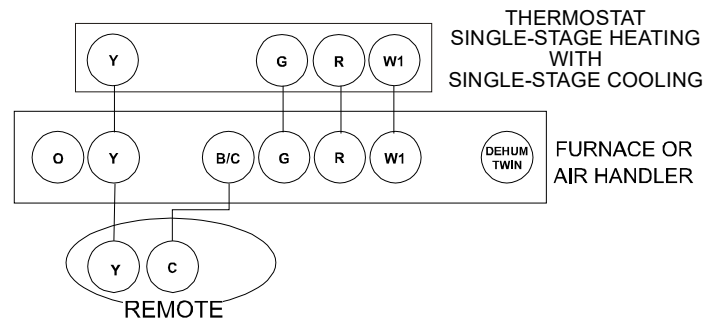 THERMOSTAT
SINGLE-STAGE HEATING
WITH
SINGLE-STAGE COOLING
Y G R W1
O Y B/C G R W1 DEHUM
TWIN
FURNACE OR
AIR HANDLER
Y C
REMOTE